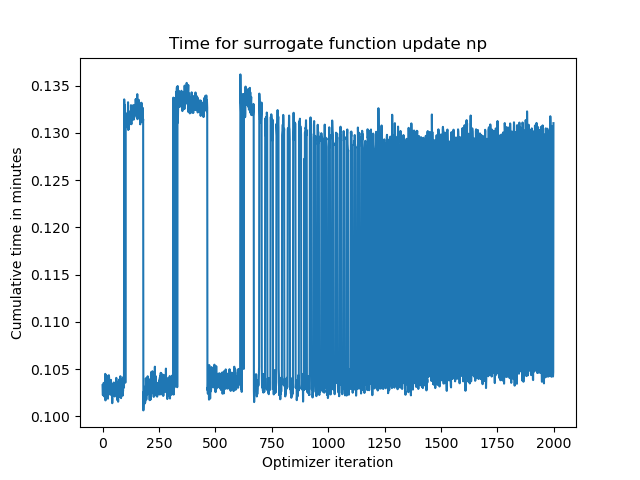 Time for surrogate function update np
Cumulative time in minutes
0.135
0.130
0.125
0.120
0.115
0.110
0.105
0.100
0 250 500 750 1000 1250 1500 1750 2000
Optimizer iteration